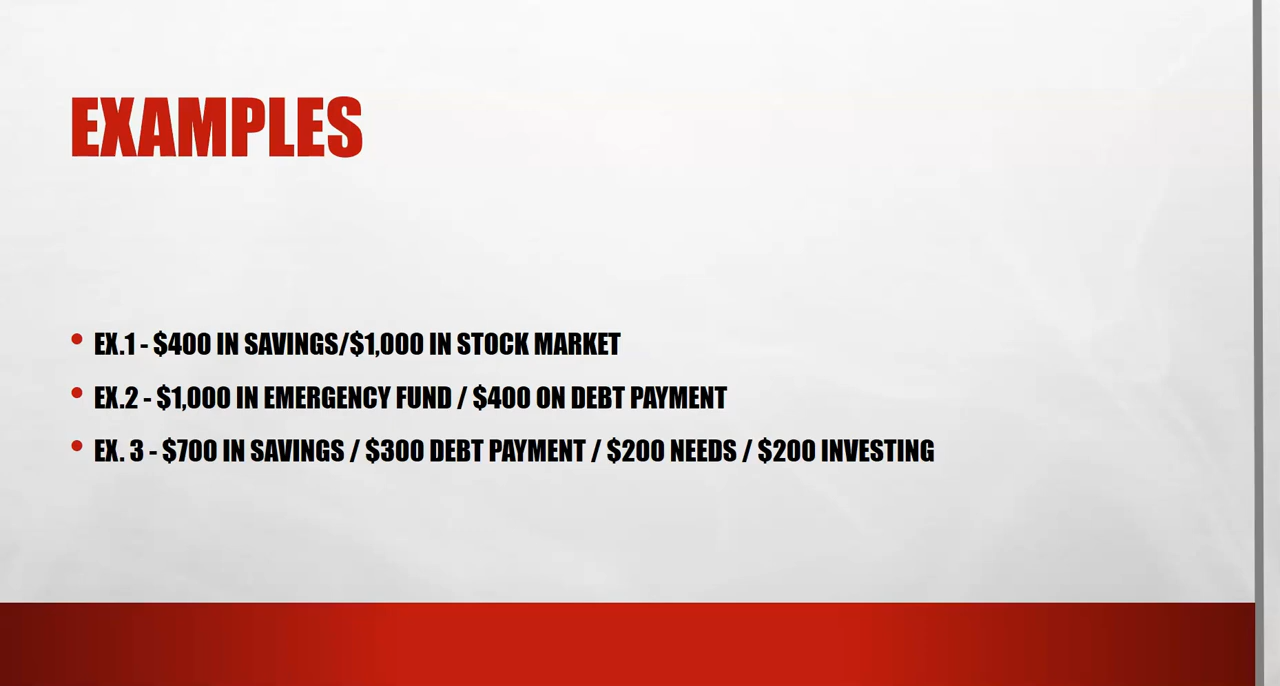 EXAMPLES
EX.1 - $400 IN SAVINGS/$1,000 IN STOCK MARKET
EX.2 - $1,000 IN EMERGENCY FUND / $400 ON DEBT PAYMENT
EX. 3 - $700 IN SAVINGS / $300 DEBT PAYMENT / $200 NEEDS / $200 INVESTING